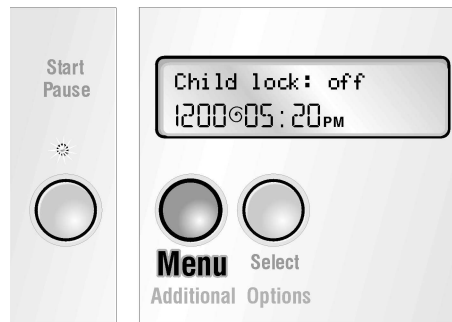 Start
Pause
Child lock: off
1200 05:20PM
Menu
Select
Additional Options